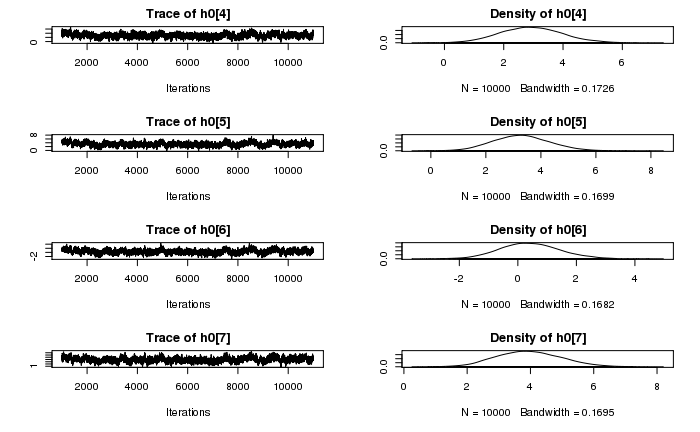 Trace of h0[4]
0
2000 4000 6000 8000 10000
Iterations
Density of h0[4]
0.0
0 2 4 6
N = 10000 Bandwidth = 0.1726
Trace of h0[5]
0 8
2000 4000 6000 8000 10000
Iterations
Density of h0[5]
0.0
0 2 4 6 8
N = 10000 Bandwidth = 0.1699
Trace of h0[6]
-2
2000 4000 6000 8000 10000
Iterations
Density of h0[6]
0.0
-2 0 2 4
N = 10000 Bandwidth = 0.1682
Trace of h0[7]
1
2000 4000 6000 8000 10000
Iterations
Density of h0[7]
0.0
0 2 4 6 8
N = 10000 Bandwidth = 0.1695